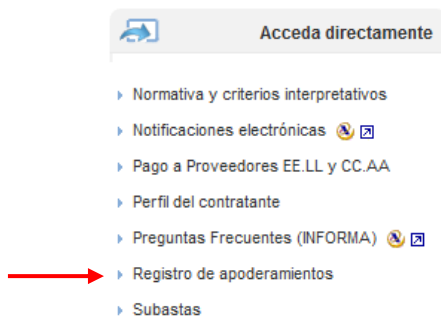 Acceda directamente
Normativa y criterios interpretativos
Notificaciones electrónicas
Pago a Proveedores EE.LL y CC.AA
Perfil del contratante
Preguntas Frecuentes (INFORMA)
Registro de apoderamientos
Subastas